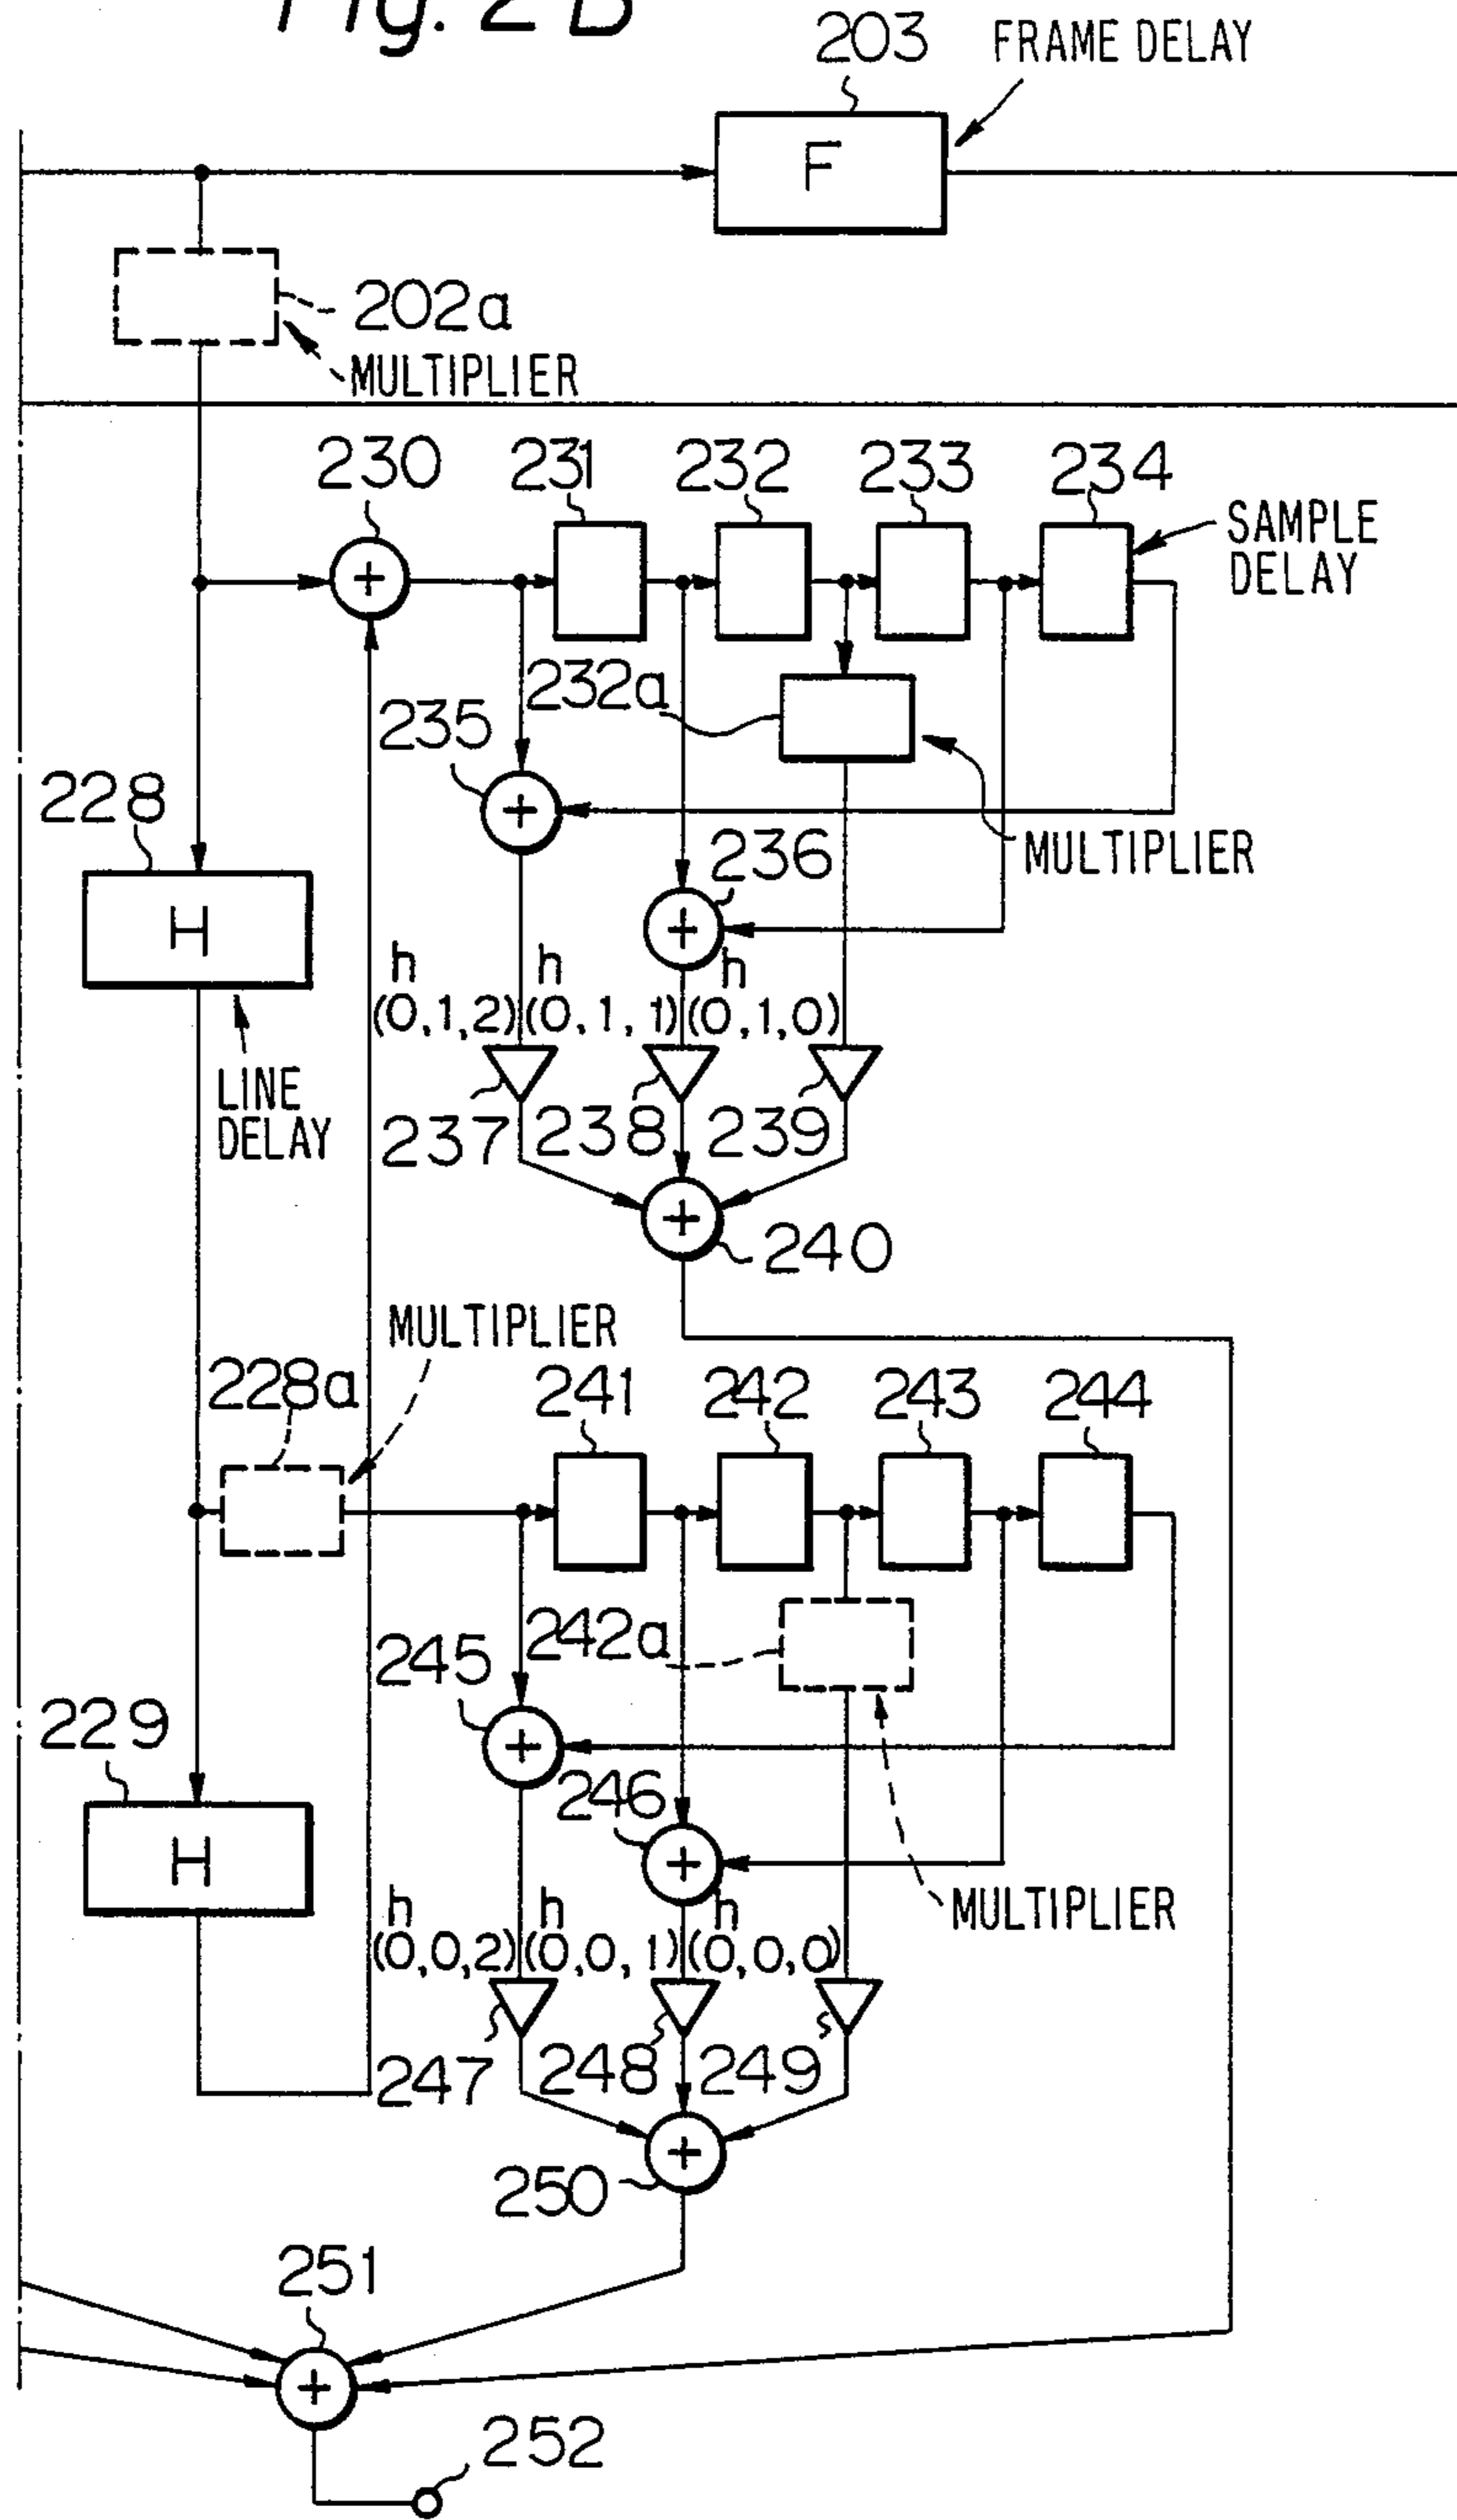 Fig. 2B
203 FRAME DELAY
F
202a
MULTIPLIER
230 231 232 233 234
SAMPLE
DELAY
+
232a
235
+
228
MULTIPLIER
236
H
+
h h h
(0,1,2) (0,1,1) (0,1,0)
LINE
DELAY
237 238 239
+
240
MULTIPLIER
228a
241 242 243 244
242a
245
229
+
246
H
+
MULTIPLIER
h h h
(0,0,2) (0,0,1) (0,0,0)
247 248 249
+
250
251
+
252